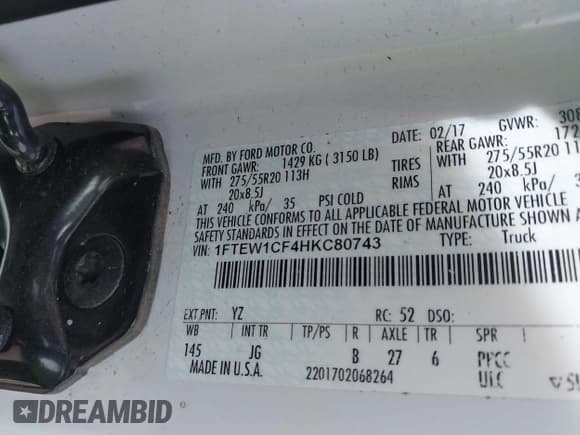 MFD. BY FORD MOTOR CO.
DATE: 02/17 GVWR: 308
FRONT GAWR: 1429 KG ( 3150 LB) REAR GAWR: 172
WITH 275/55R20 113H TIRES 275/55R20 11
20x8.5J RIMS 20x8.5J
AT 240 kPa/ 35 PSI COLD AT 240 kPa/ 3
THIS VEHICLE CONFORMS TO ALL APPLICABLE FEDERAL MOTOR VEHICLE
SAFETY STANDARDS IN EFFECT ON THE DATE OF MANUFACTURE SHOWN A
VIN: 1FTEW1CF4HKC80743 TYPE: Truck
EXT PNT: YZ RC: 52 DSO:
WB INT TR TP/PS R AXLE TR SPR
145 JG B 27 6
MADE IN U.S.A. 2201702068264
DREAMBID